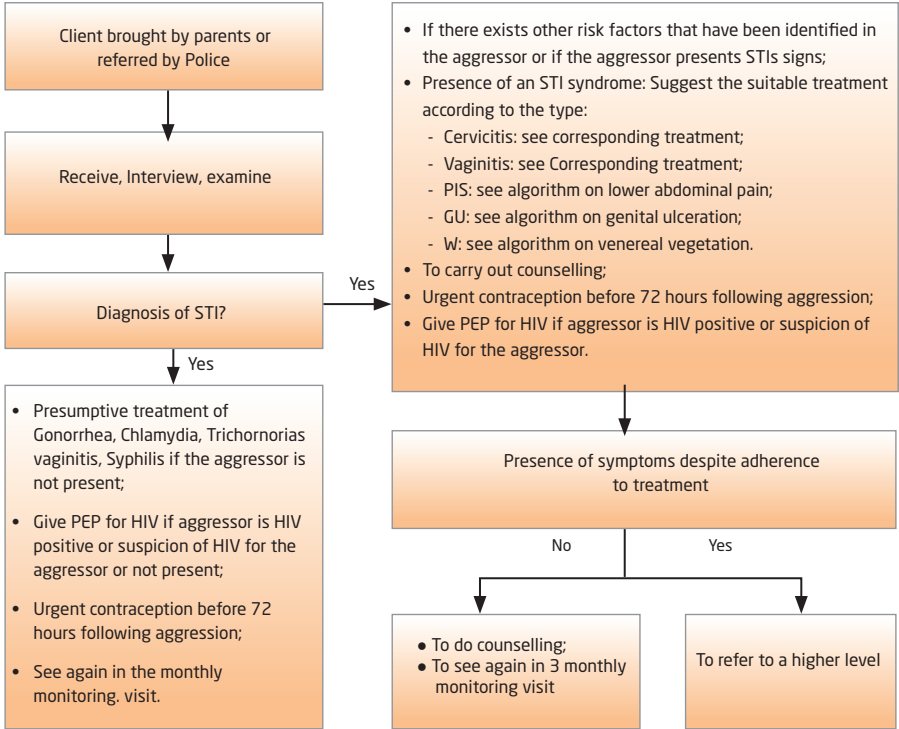 Client brought by parents or
referred by Police
Receive, Interview, examine
Diagnosis of STI?
Yes
Yes
• Presumptive treatment of
Gonorrhea, Chlamydia, Trichornorias
vaginitis, Syphilis if the aggressor is
not present;
• Give PEP for HIV if aggressor is HIV
positive or suspicion of HIV for the
aggressor or not present;
• Urgent contraception before 72
hours following aggression;
• See again in the monthly
monitoring. visit.
• If there exists other risk factors that have been identified in
the aggressor or if the aggressor presents STIs signs;
• Presence of an STI syndrome: Suggest the suitable treatment
according to the type:
- Cervicitis: see corresponding treatment;
- Vaginitis: see Corresponding treatment;
- PIS: see algorithm on lower abdominal pain;
- GU: see algorithm on genital ulceration;
- W: see algorithm on venereal vegetation.
• To carry out counselling;
• Urgent contraception before 72 hours following aggression;
• Give PEP for HIV if aggressor is HIV positive or suspicion of
HIV for the aggressor.
Presence of symptoms despite adherence
to treatment
No
Yes
● To do counselling;
● To see again in 3 monthly
monitoring visit
To refer to a higher level